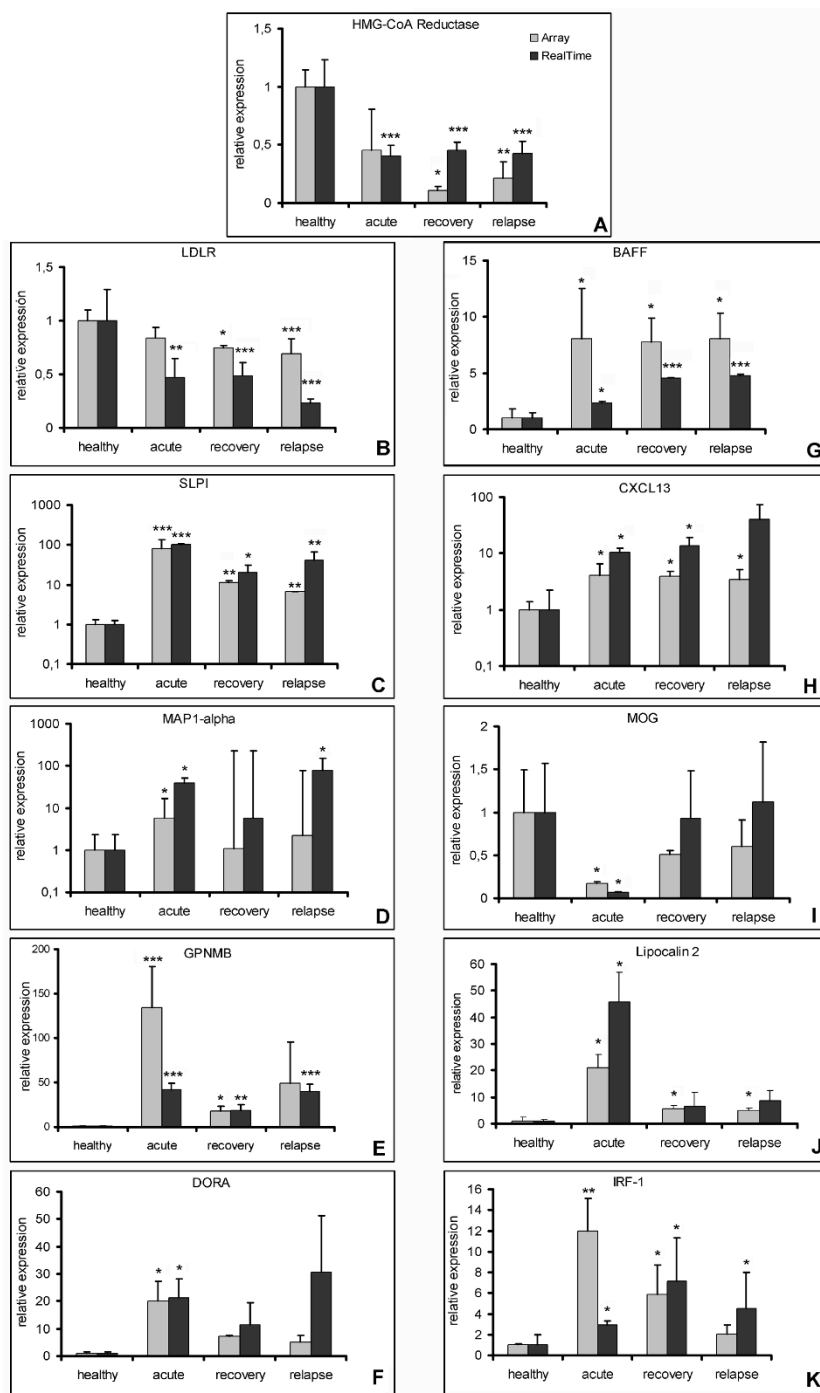 HMG-CoA Reductase
Array
RealTime
relative expression
1,5
1
0,5
0
***
***
***
*
**
healthy acute recovery relapse
A
LDLR
relative expression
1,5
1
0,5
0
**
*
***
***
***
healthy acute recovery relapse
B
BAFF
relative expression
15
10
5
0
*
*
*
***
*
***
healthy acute recovery relapse
G
SLPI
relative expression
1000
100
10
1
0,1
***
***
**
*
**
**
healthy acute recovery relapse
C
CXCL13
relative expression
100
10
1
0,1
*
*
*
*
*
healthy acute recovery relapse
H
MAP1-alpha
relative expression
1000
100
10
1
0,1
*
*
*
healthy acute recovery relapse
D
MOG
relative expression
2
1,5
1
0,5
0
*
*
healthy acute recovery relapse
I
GPNMB
relative expression
200
150
100
50
0
***
***
*
**
***
healthy acute recovery relapse
E
Lipocalin 2
relative expression
60
50
40
30
20
10
0
*
*
*
*
healthy acute recovery relapse
J
DORA
relative expression
60
50
40
30
20
10
0
*
*
healthy acute recovery relapse
F
IRF-1
relative expression
16
14
12
10
8
6
4
2
0
**
*
*
*
*
healthy acute recovery relapse
K